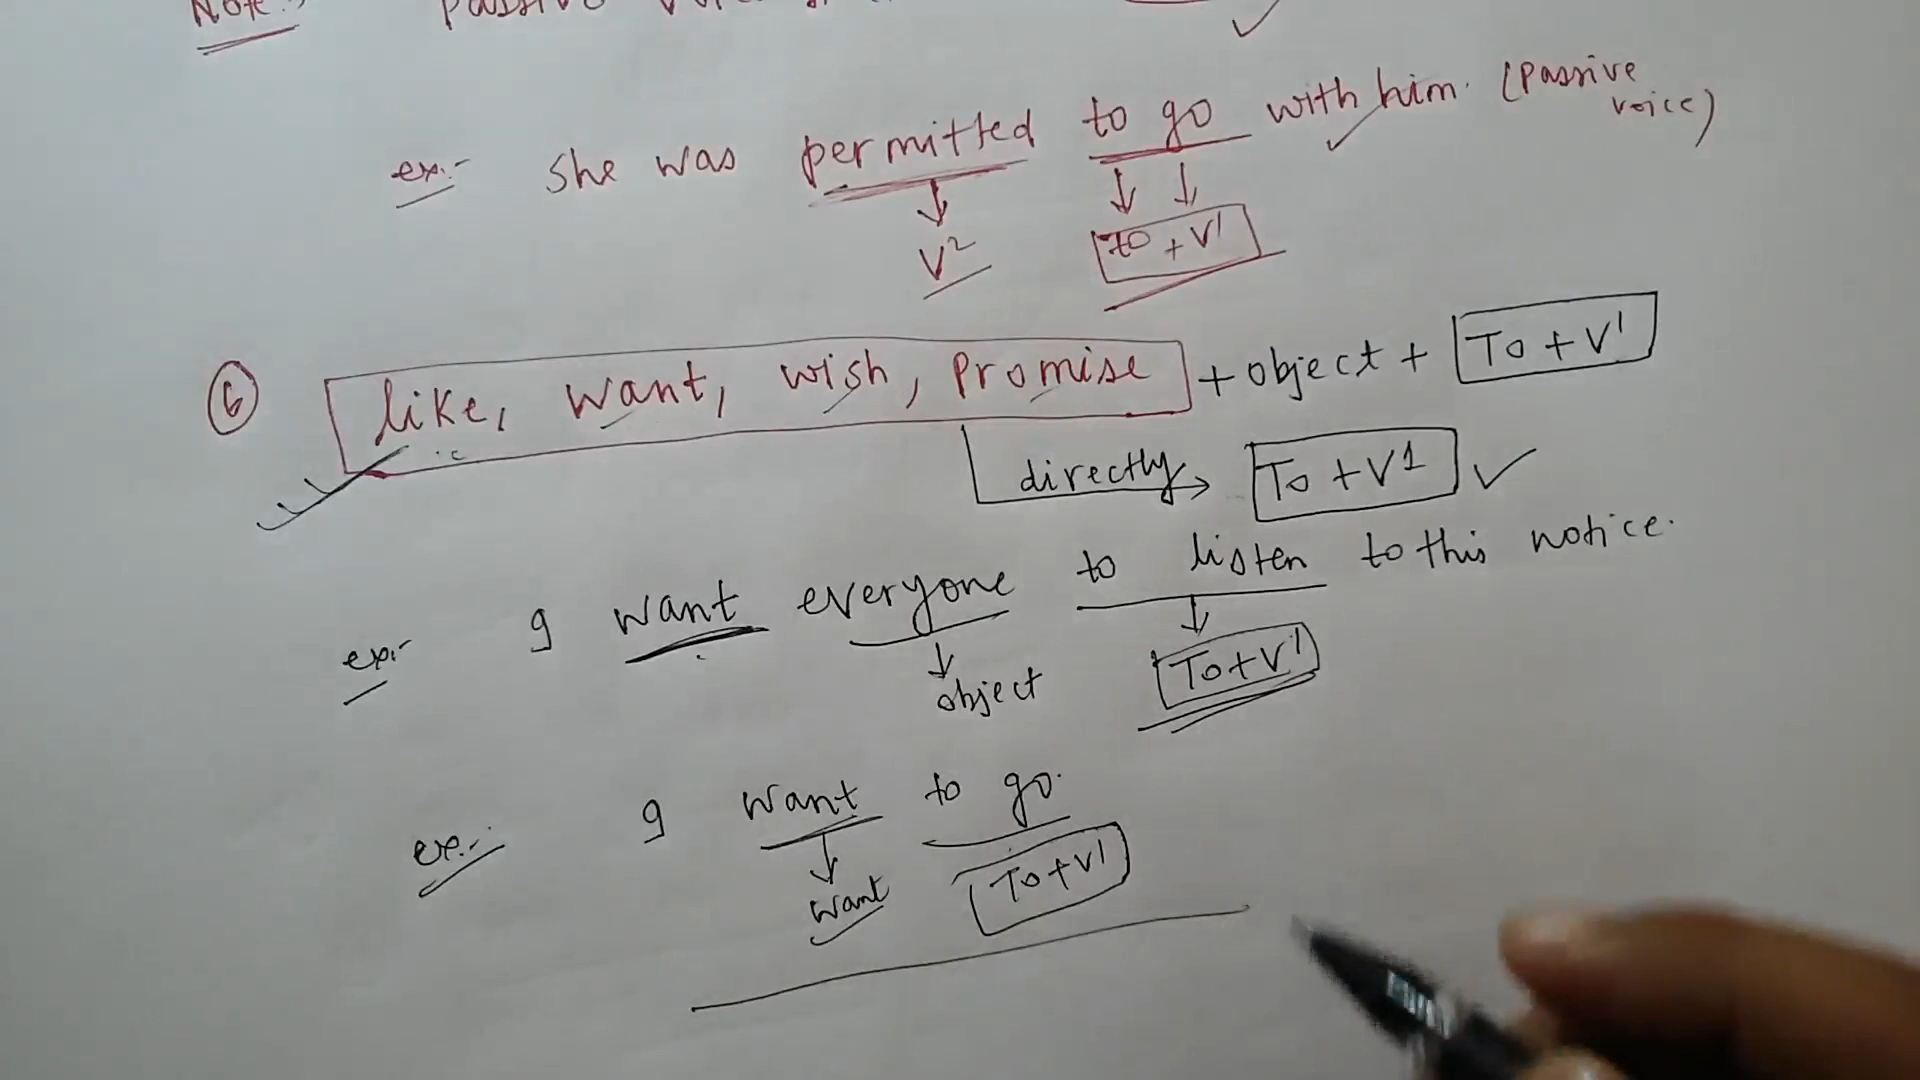 Note:-
Passive
ex.:- She was permitted to go with him. (Passive voice)
V2 to + V1
6 like, want, wish, Promise + object + To + V1
directly To + V1
ex:- I want everyone to listen to this notice.
object To+V1
ex.:- I want to go.
want To+V1